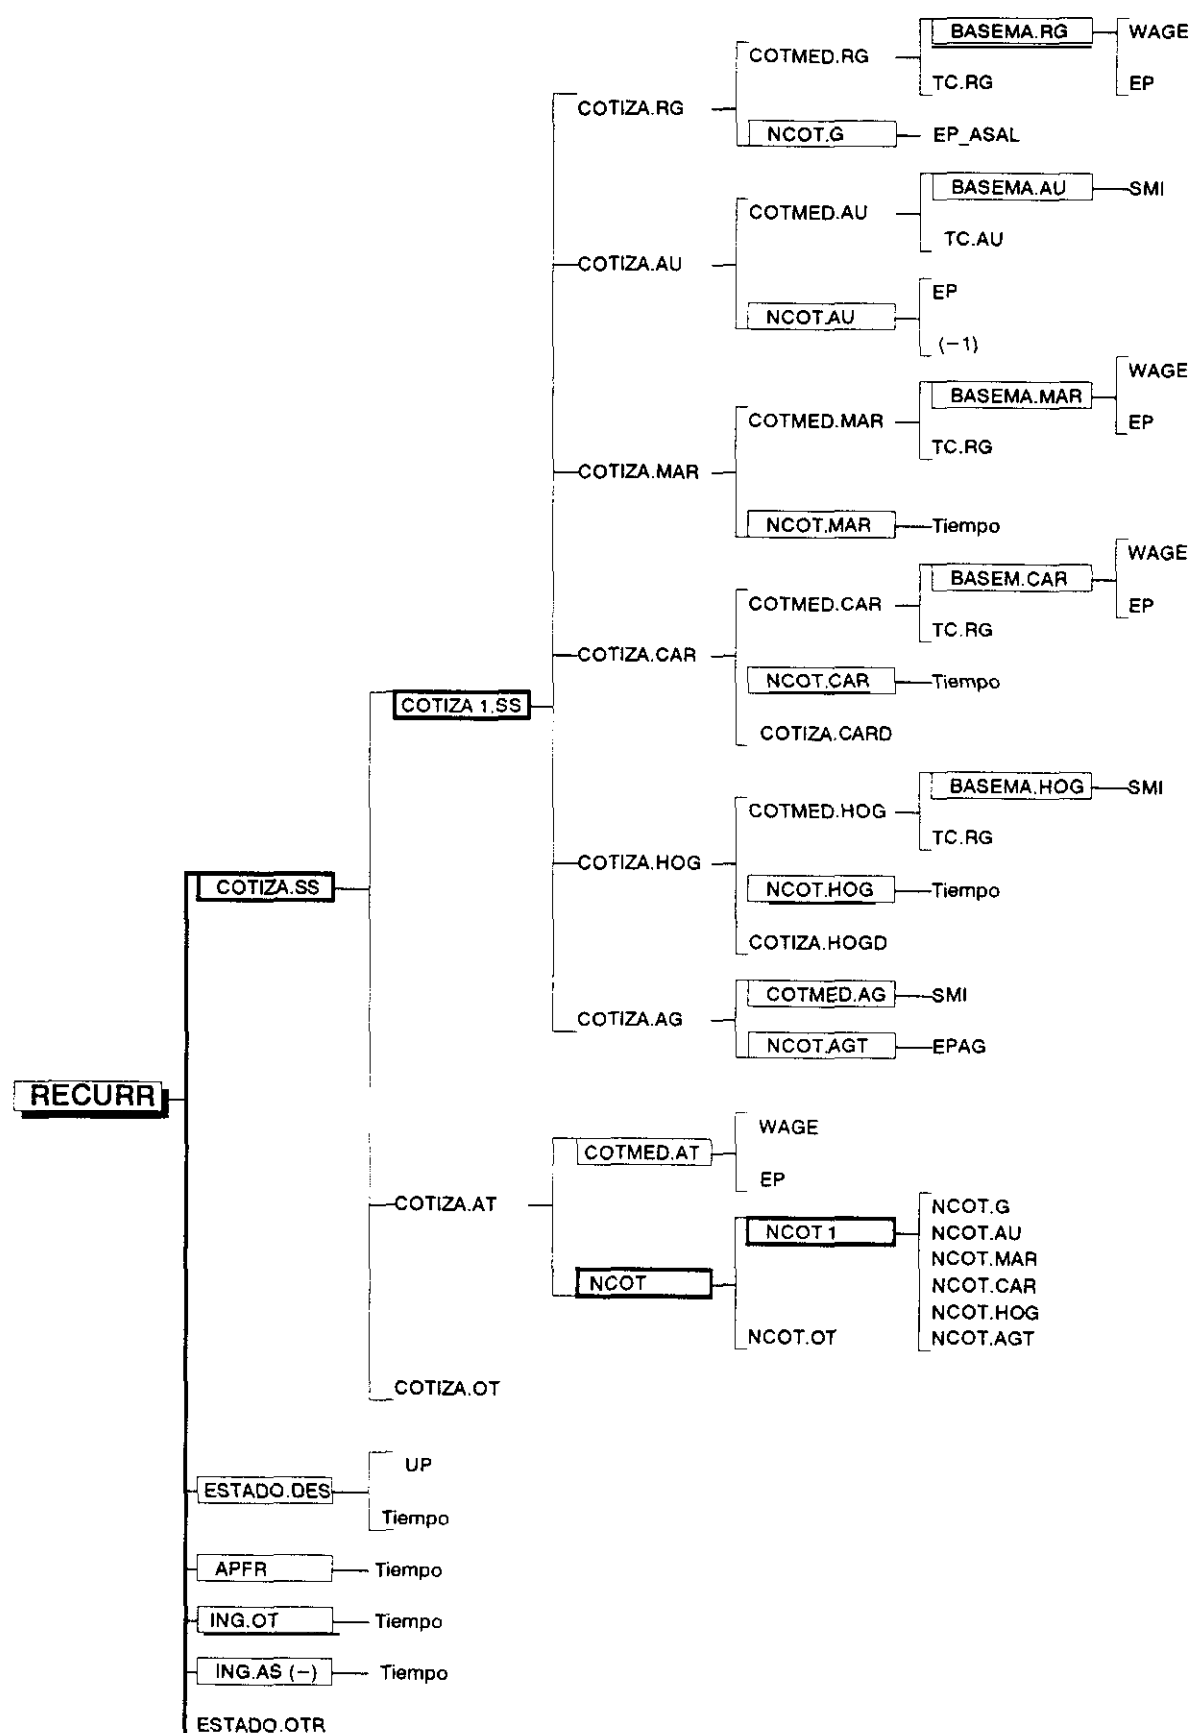 BASEMA.RG
WAGE
COTMED.RG
TC.RG
EP
COTIZA.RG
NCOT.G
EP_ASAL
BASEMA.AU
SMI
COTMED.AU
TC.AU
COTIZA.AU
EP
NCOT.AU
(−1)
WAGE
BASEMA.MAR
COTMED.MAR
EP
TC.RG
COTIZA.MAR
NCOT.MAR
Tiempo
WAGE
BASEM.CAR
COTMED.CAR
EP
TC.RG
COTIZA.CAR
NCOT.CAR
Tiempo
COTIZA 1.SS
COTIZA.CARD
BASEMA.HOG
SMI
COTMED.HOG
TC.RG
COTIZA.HOG
COTIZA.SS
NCOT.HOG
Tiempo
COTIZA.HOGD
COTMED.AG
SMI
COTIZA.AG
NCOT.AGT
EPAG
RECURR
WAGE
COTMED.AT
EP
COTIZA.AT
NCOT.G
NCOT 1
NCOT.AU
NCOT.MAR
NCOT
NCOT.CAR
NCOT.HOG
NCOT.OT
NCOT.AGT
COTIZA.OT
UP
ESTADO.DES
Tiempo
APFR
Tiempo
ING.OT
Tiempo
ING.AS (−)
Tiempo
ESTADO.OTR